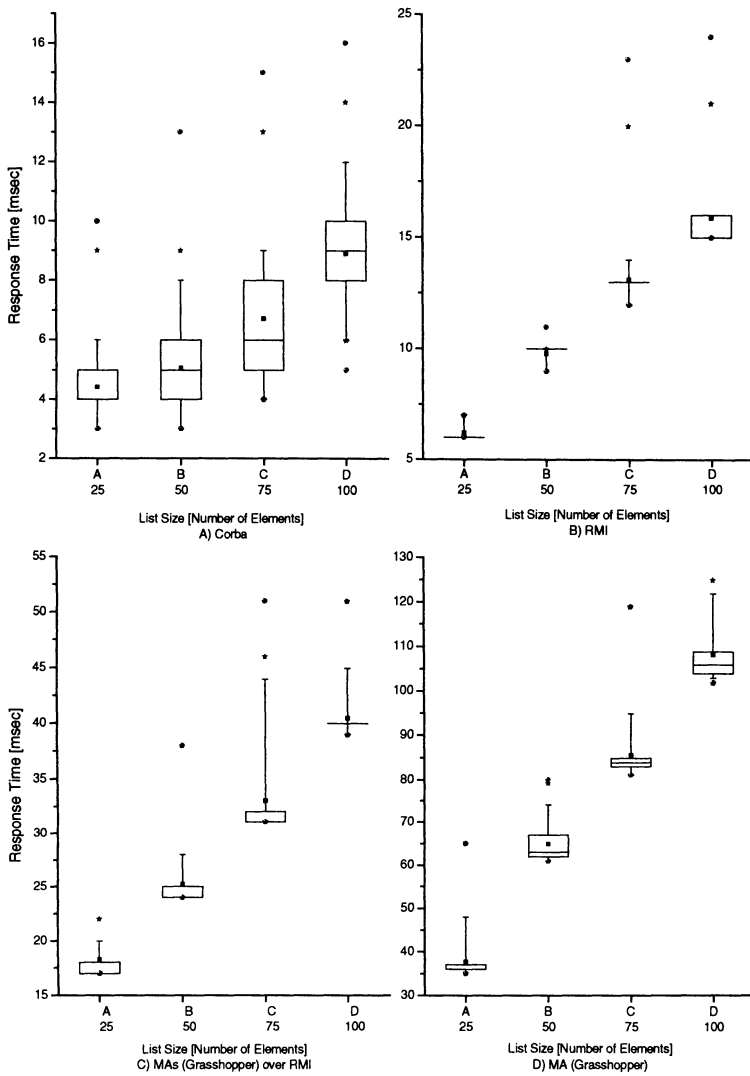 16
14
12
10
8
6
4
2
Response Time [msec]
A
B
C
D
25
50
75
100
List Size [Number of Elements]
A) Corba
25
20
15
10
5
A
B
C
D
25
50
75
100
List Size [Number of Elements]
B) RMI
55
50
45
40
33
30
25
18
15
Response Time [msec]
A
B
C
D
25
50
75
100
List Size [Number of Elements]
C) MAs (Grasshopper) over RMI
130
120
110
100
90
80
70
60
50
40
30
A
B
C
D
25
50
75
100
List Size [Number of Elements]
D) MA (Grasshopper)